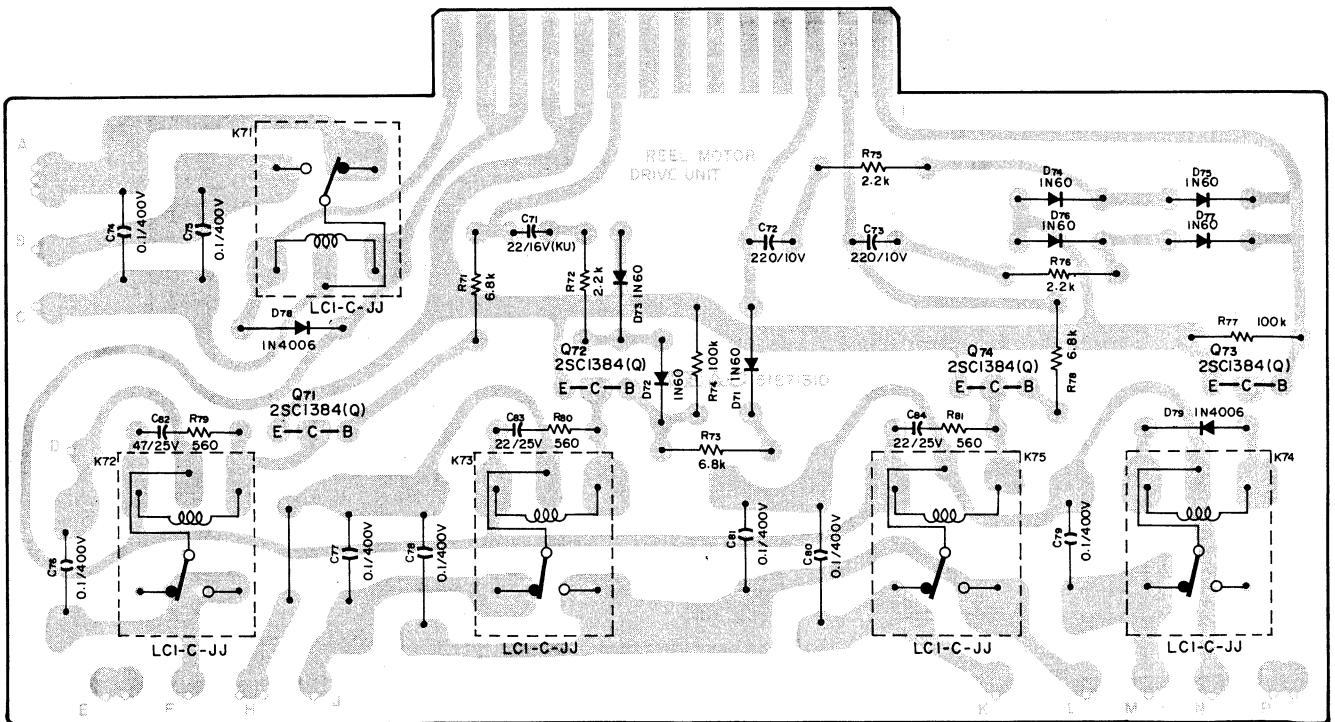 REEL MOTOR
DRIVE UNIT
A
B
C
D
E
F
H
J
K
L
M
N
P
K71
LC1-C-JJ
C74
0.1/400V
C75
0.1/400V
D78
1N4006
C71
22/16V(KU)
R71
6.8k
R72
2.2k
D73 1N60
C72
220/10V
C73
220/10V
R75
2.2k
D74
1N60
D75
1N60
D76
1N60
D77
1N60
R76
2.2k
R77 100k
Q71
2SC1384(Q)
E-C-B
Q72
2SC1384(Q)
E-C-B
D72
1N60
R74 100k
D71 1N60
Q74
2SC1384(Q)
E-C-B
R78 6.8k
Q73
2SC1384(Q)
E-C-B
C82 R79
47/25V 560
C83 R80
22/25V 560
R73
6.8k
C84 R81
22/25V 560
D79 1N4006
K72
LC1-C-JJ
K73
LC1-C-JJ
K75
LC1-C-JJ
K74
LC1-C-JJ
C76
0.1/400V
C77
0.1/400V
C78
0.1/400V
C81
0.1/400V
C80
0.1/400V
C79
0.1/400V